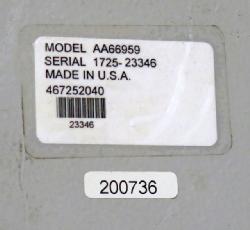 MODEL AA66959
SERIAL 1725-23346
MADE IN U.S.A.
467252040
23346
200736